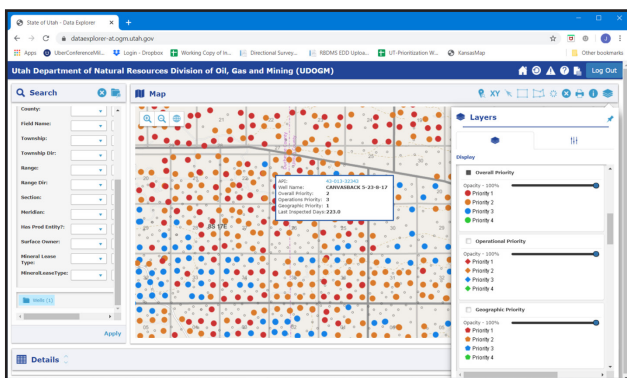 State of Utah - Data Explorer
dataexplorer-at.ogm.utah.gov
Apps
UberConferenceMill...
Login - Dropbox
Working Copy of In...
Directional Survey...
RBDMS EDD Uploa...
UT-Prioritization W...
KansasMap
Other bookmarks
Utah Department of Natural Resources Division of Oil, Gas and Mining (UDOGM)
Log Out
Search
Map
XY
County:
Field Name:
Township:
Township Dir:
Range:
Range Dir:
Section:
Meridian:
Has Prod Entity?:
Surface Owner:
Mineral Lease
Type:
MineralLeaseType:
Wells (1)
Apply
API: 43-013-32343
Well Name: CANVASBACK 5-23-8-17
Overall Priority: 2
Operations Priority: 3
Geographic Priority: 1
Last Inspected Days: 223.0
8S 17E
Layers
Display
Overall Priority
Opacity - 100%
Priority 1
Priority 2
Priority 3
Priority 4
Operational Priority
Opacity - 100%
Priority 1
Priority 2
Priority 3
Priority 4
Geographic Priority
Opacity - 100%
Priority 1
Priority 2
Priority 3
Priority 4
Details